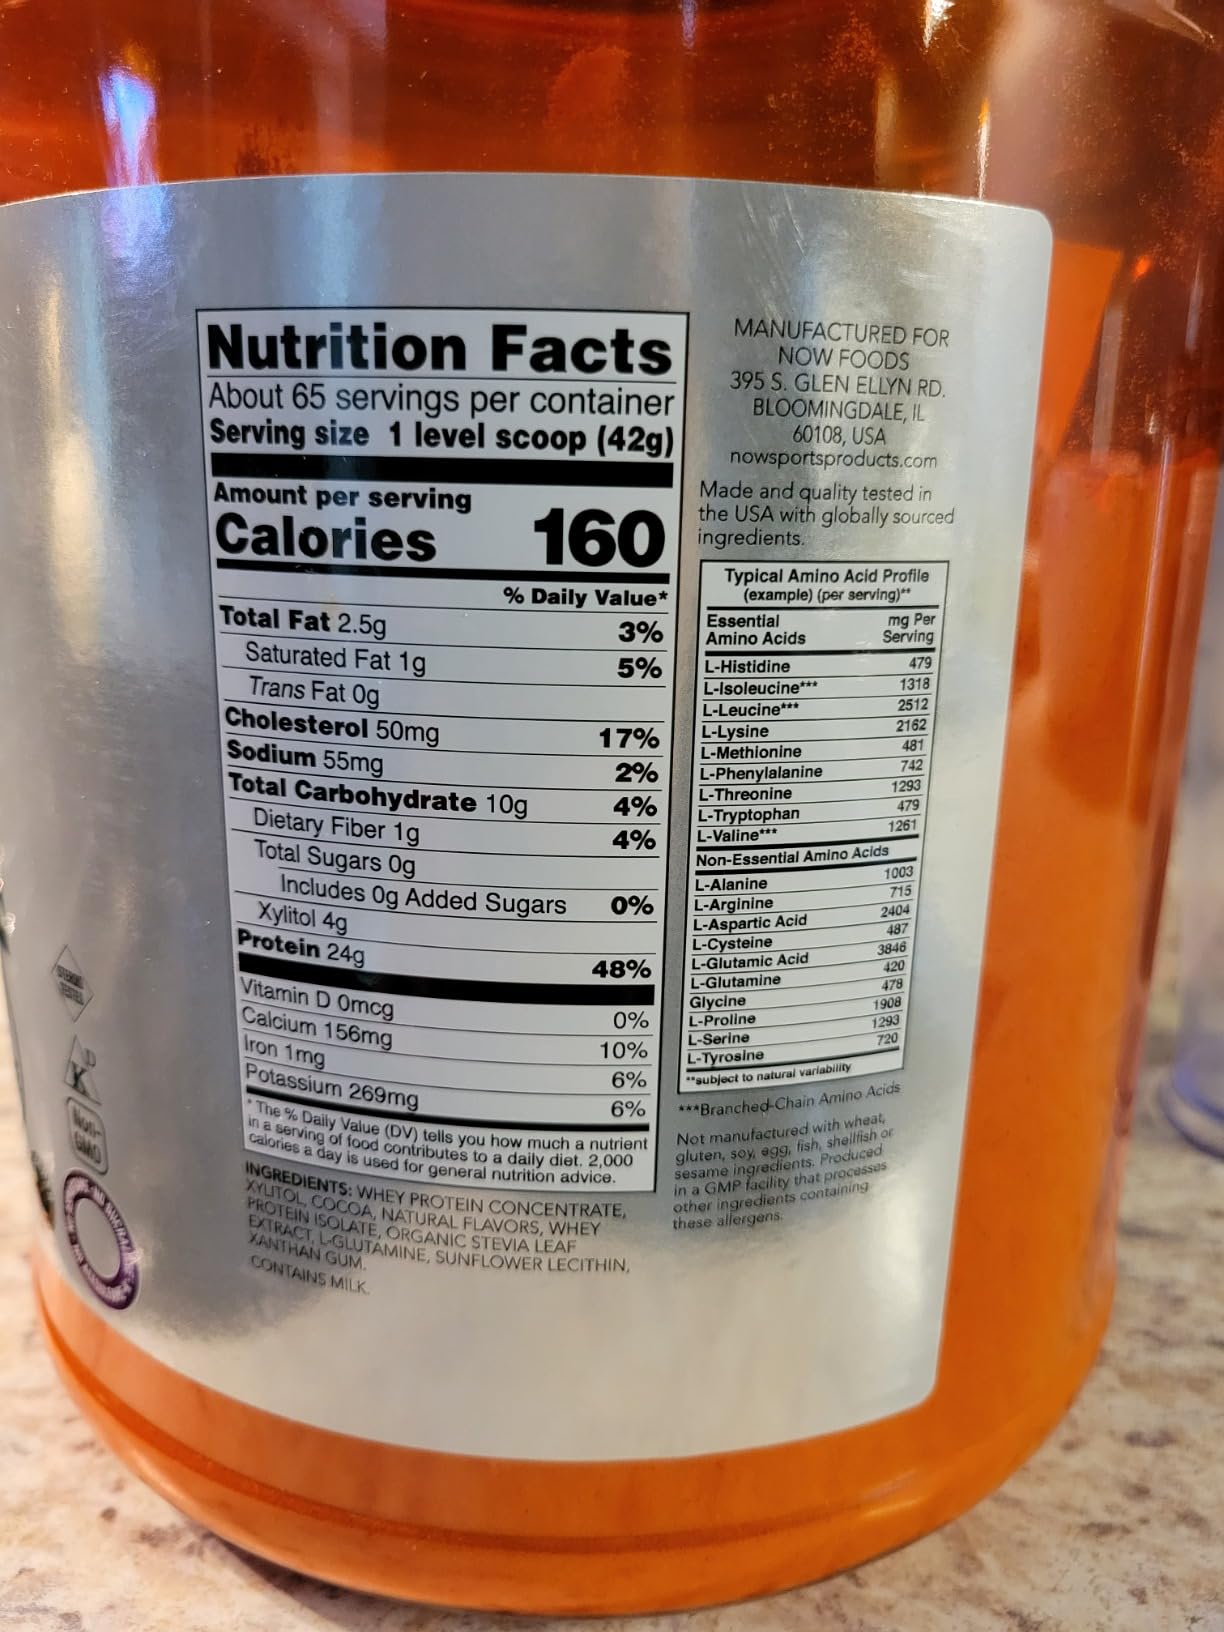 Nutrition Facts
About 65 servings per container
Serving size 1 level scoop (42g)
Amount per serving
Calories 160
% Daily Value*
Total Fat 2.5g 3%
Saturated Fat 1g 5%
Trans Fat 0g
Cholesterol 50mg 17%
Sodium 55mg 2%
Total Carbohydrate 10g 4%
Dietary Fiber 1g 4%
Total Sugars 0g
Includes 0g Added Sugars 0%
Xylitol 4g
Protein 24g 48%
Vitamin D 0mcg 0%
Calcium 156mg 10%
Iron 1mg 6%
Potassium 269mg 6%
* The % Daily Value (DV) tells you how much a nutrient
in a serving of food contributes to a daily diet. 2,000
calories a day is used for general nutrition advice.
INGREDIENTS: WHEY PROTEIN CONCENTRATE,
XYLITOL, COCOA, NATURAL FLAVORS, WHEY
PROTEIN ISOLATE, ORGANIC STEVIA LEAF
EXTRACT, L-GLUTAMINE, SUNFLOWER LECITHIN,
XANTHAN GUM.
CONTAINS MILK.
MANUFACTURED FOR
NOW FOODS
395 S. GLEN ELLYN RD.
BLOOMINGDALE, IL
60108, USA
nowsportsproducts.com
Made and quality tested in
the USA with globally sourced
ingredients.
Typical Amino Acid Profile
(example) (per serving)**
Essential mg Per
Amino Acids Serving
L-Histidine 479
L-Isoleucine*** 1318
L-Leucine*** 2512
L-Lysine 2162
L-Methionine 481
L-Phenylalanine 742
L-Threonine 1293
L-Tryptophan 479
L-Valine*** 1261
Non-Essential Amino Acids
L-Alanine 1003
L-Arginine 715
L-Aspartic Acid 2404
L-Cysteine 487
L-Glutamic Acid 3846
L-Glutamine 420
Glycine 478
L-Proline 1908
L-Serine 1293
L-Tyrosine 720
**subject to natural variability
***Branched-Chain Amino Acids
Not manufactured with wheat,
gluten, soy, egg, fish, shellfish or
sesame ingredients. Produced
in a GMP facility that processes
other ingredients containing
these allergens.
K D
Non-
GMO